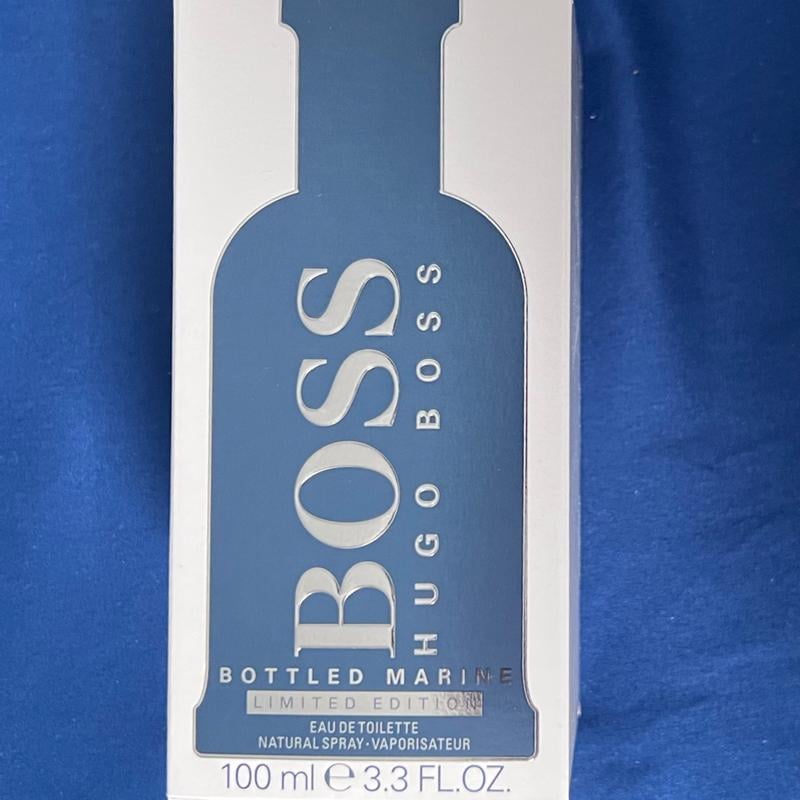 BOSS
HUGO BOSS
BOTTLED MARINE
LIMITED EDITION
EAU DE TOILETTE
NATURAL SPRAY·VAPORISATEUR
100 ml ℮ 3.3 FL.OZ.